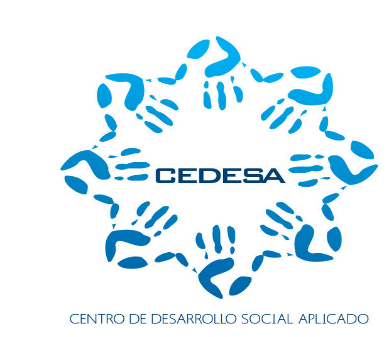 CEDESA
CENTRO DE DESARROLLO SOCIAL APLICADO